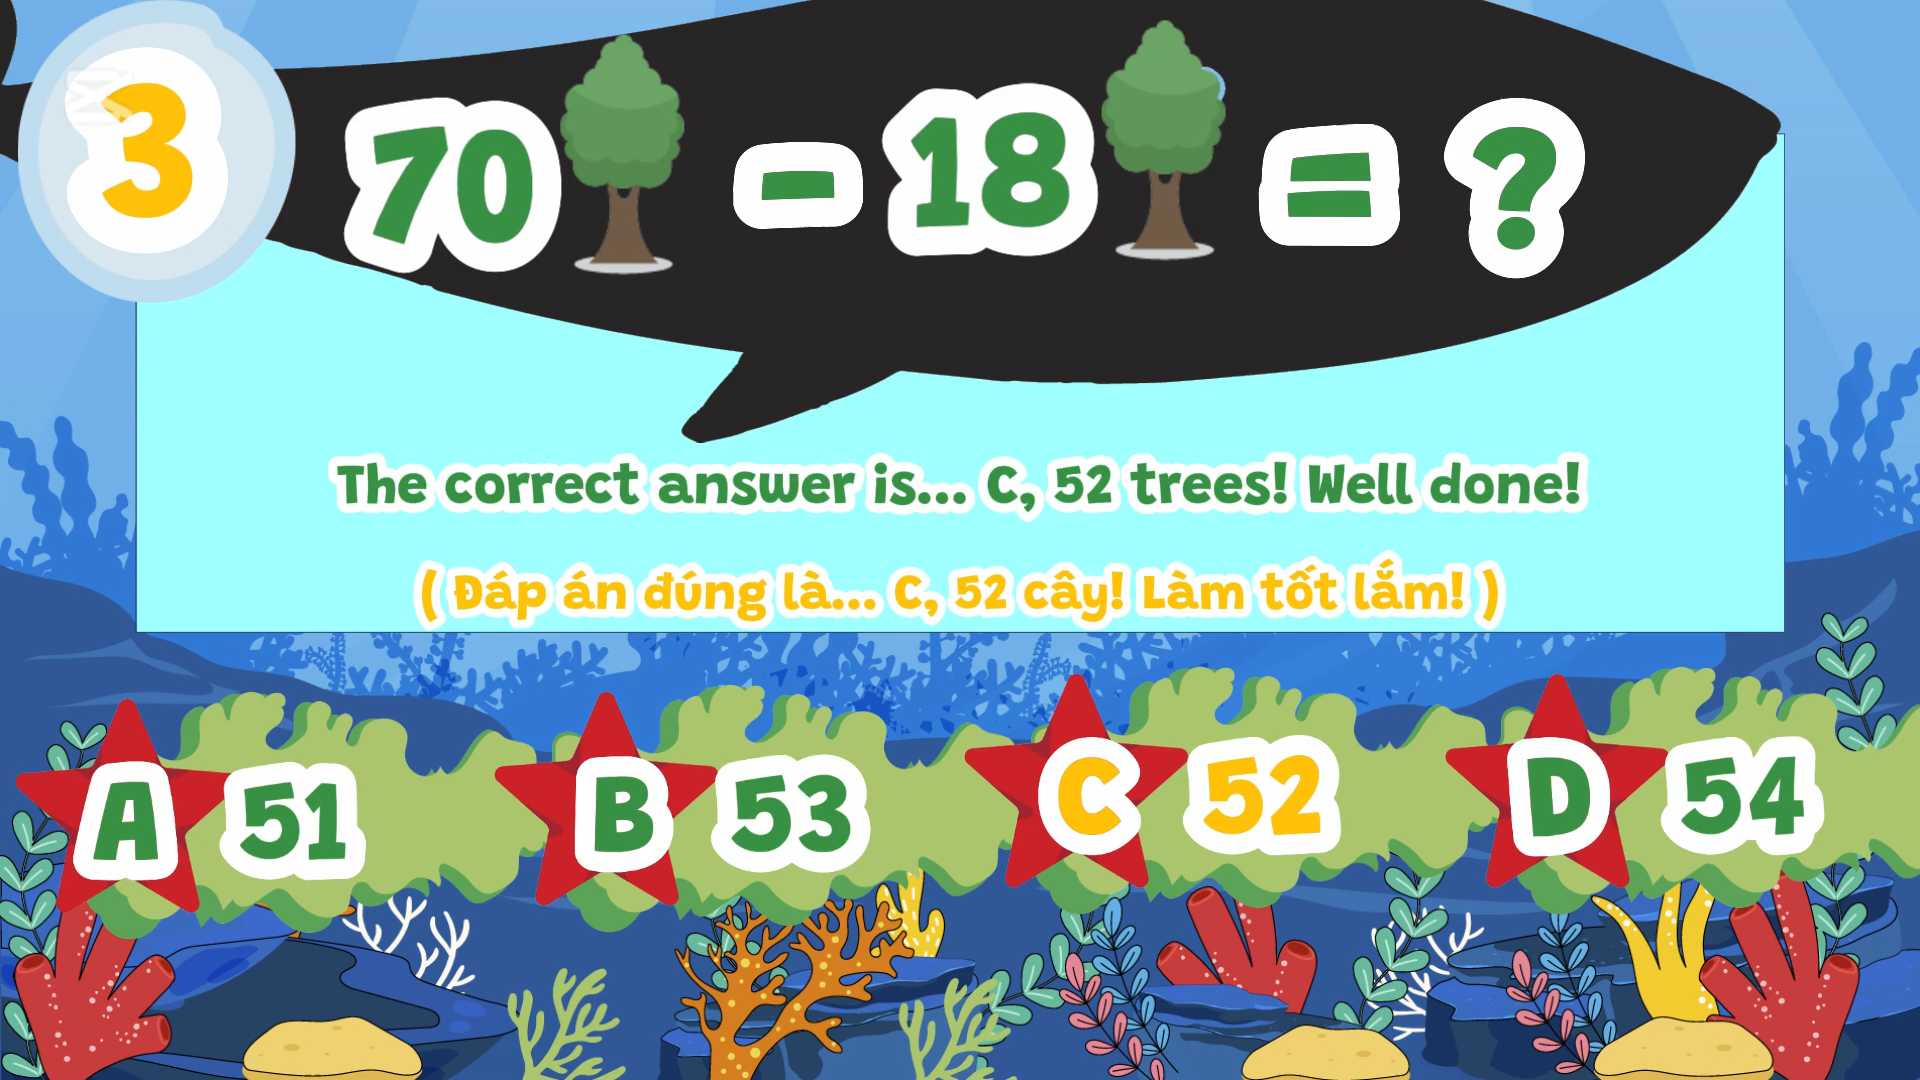 3
70 - 18 = ?
The correct answer is... C, 52 trees! Well done!
( Đáp án đúng là... C, 52 cây! Làm tốt lắm! )
A 51
B 53
C 52
D 54